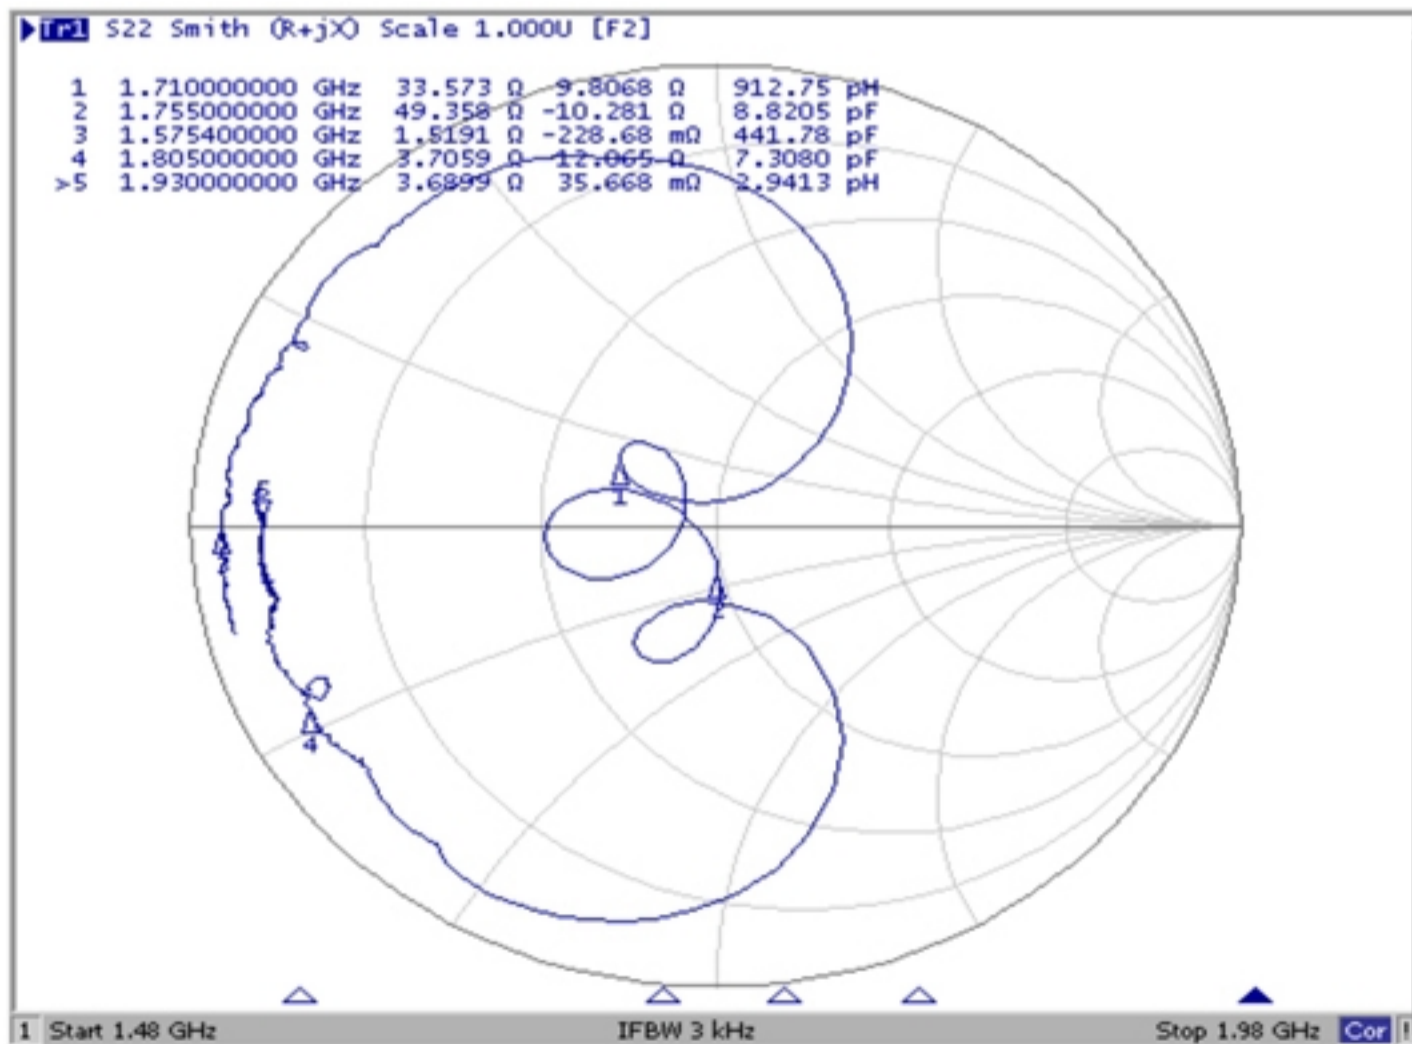 Tr1 S22 Smith (R+jX) Scale 1.000U [F2]
1 1.710000000 GHz 33.573 Ω 9.8068 Ω 912.75 pH
2 1.755000000 GHz 49.358 Ω -10.281 Ω 8.8205 pF
3 1.575400000 GHz 1.5191 Ω -228.68 mΩ 441.78 pF
4 1.805000000 GHz 3.7059 Ω -12.065 Ω 7.3080 pF
>5 1.930000000 GHz 3.6899 Ω 35.668 mΩ 2.9413 pH
1
4
1 Start 1.48 GHz IFBW 3 kHz Stop 1.98 GHz Cor !